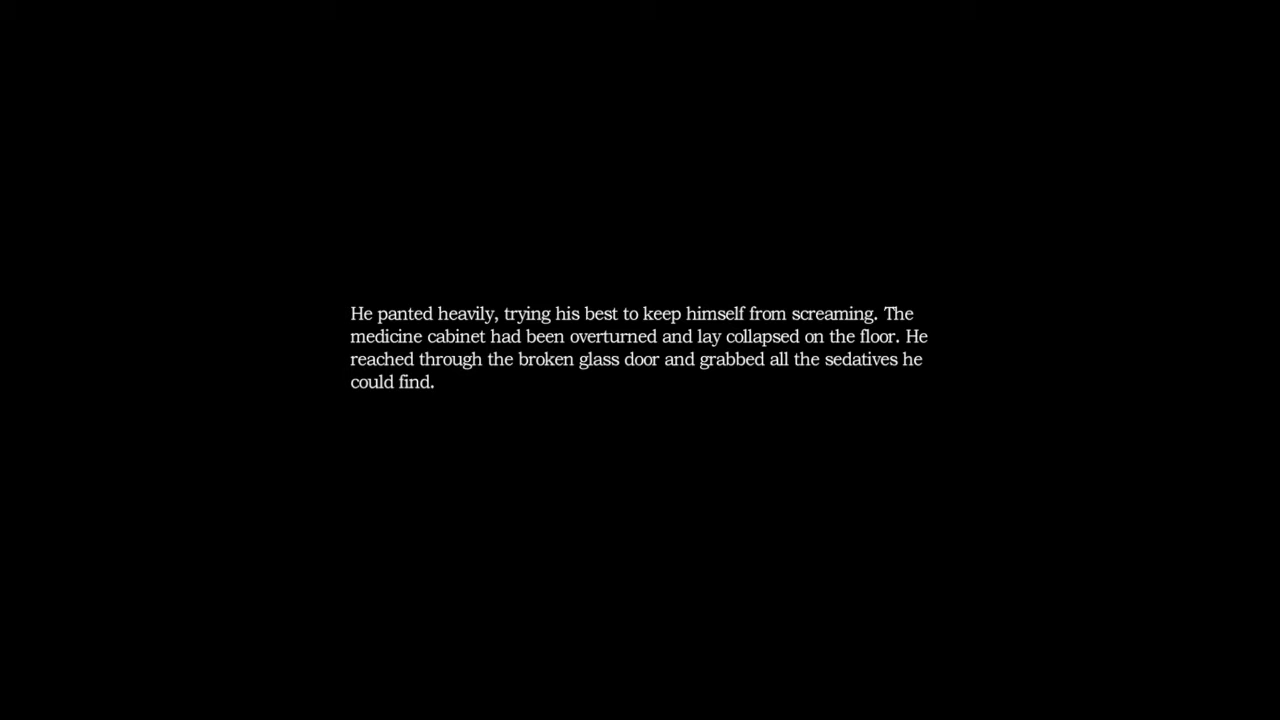 He panted heavily, trying his best to keep himself from screaming. The
medicine cabinet had been overturned and lay collapsed on the floor. He
reached through the broken glass door and grabbed all the sedatives he
could find.